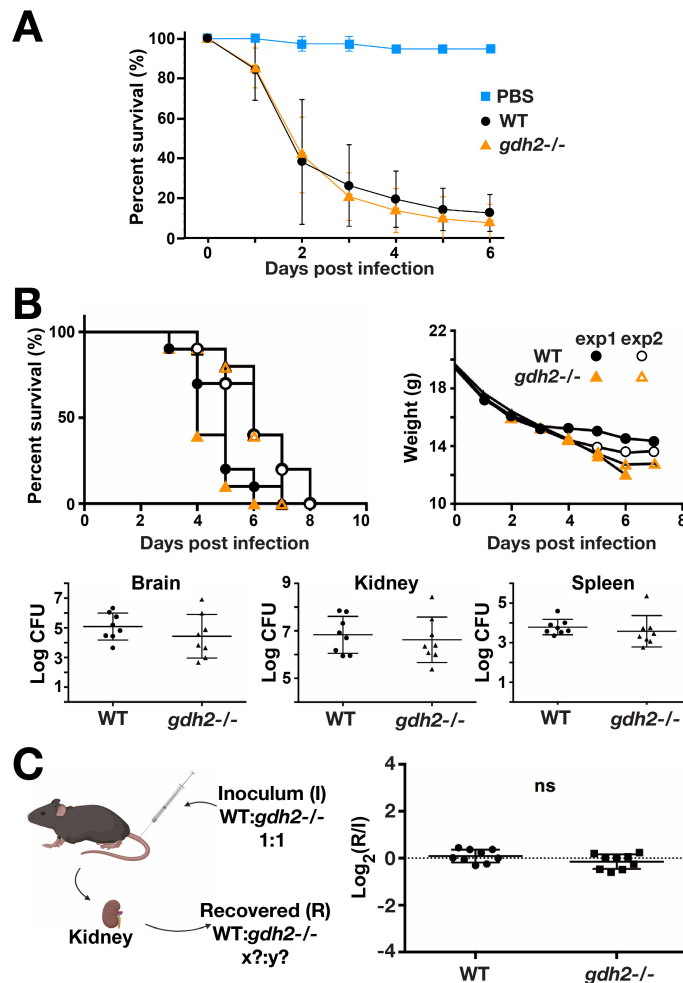 A
Percent survival (%)
100
80
60
40
20
0
0
2
3
4
6
Days post infection
PBS
WT
gdh2-/-
B
Percent survival (%)
100
50
0
0
2
4
6
8
10
Days post infection
Weight (g)
22
18
14
10
0
2
4
6
8
Days post infection
exp1 exp2
WT
gdh2-/-
Brain
Log CFU
5
3
1
WT
gdh2-/-
Kidney
Log CFU
9
7
5
WT
gdh2-/-
Spleen
Log CFU
5
3
1
WT
gdh2-/-
C
Inoculum (I)
WT:gdh2-/-
1:1
Kidney
Recovered (R)
WT:gdh2-/-
x?:y?
Log2(R/I)
4
2
0
-2
-4
ns
WT
gdh2-/-